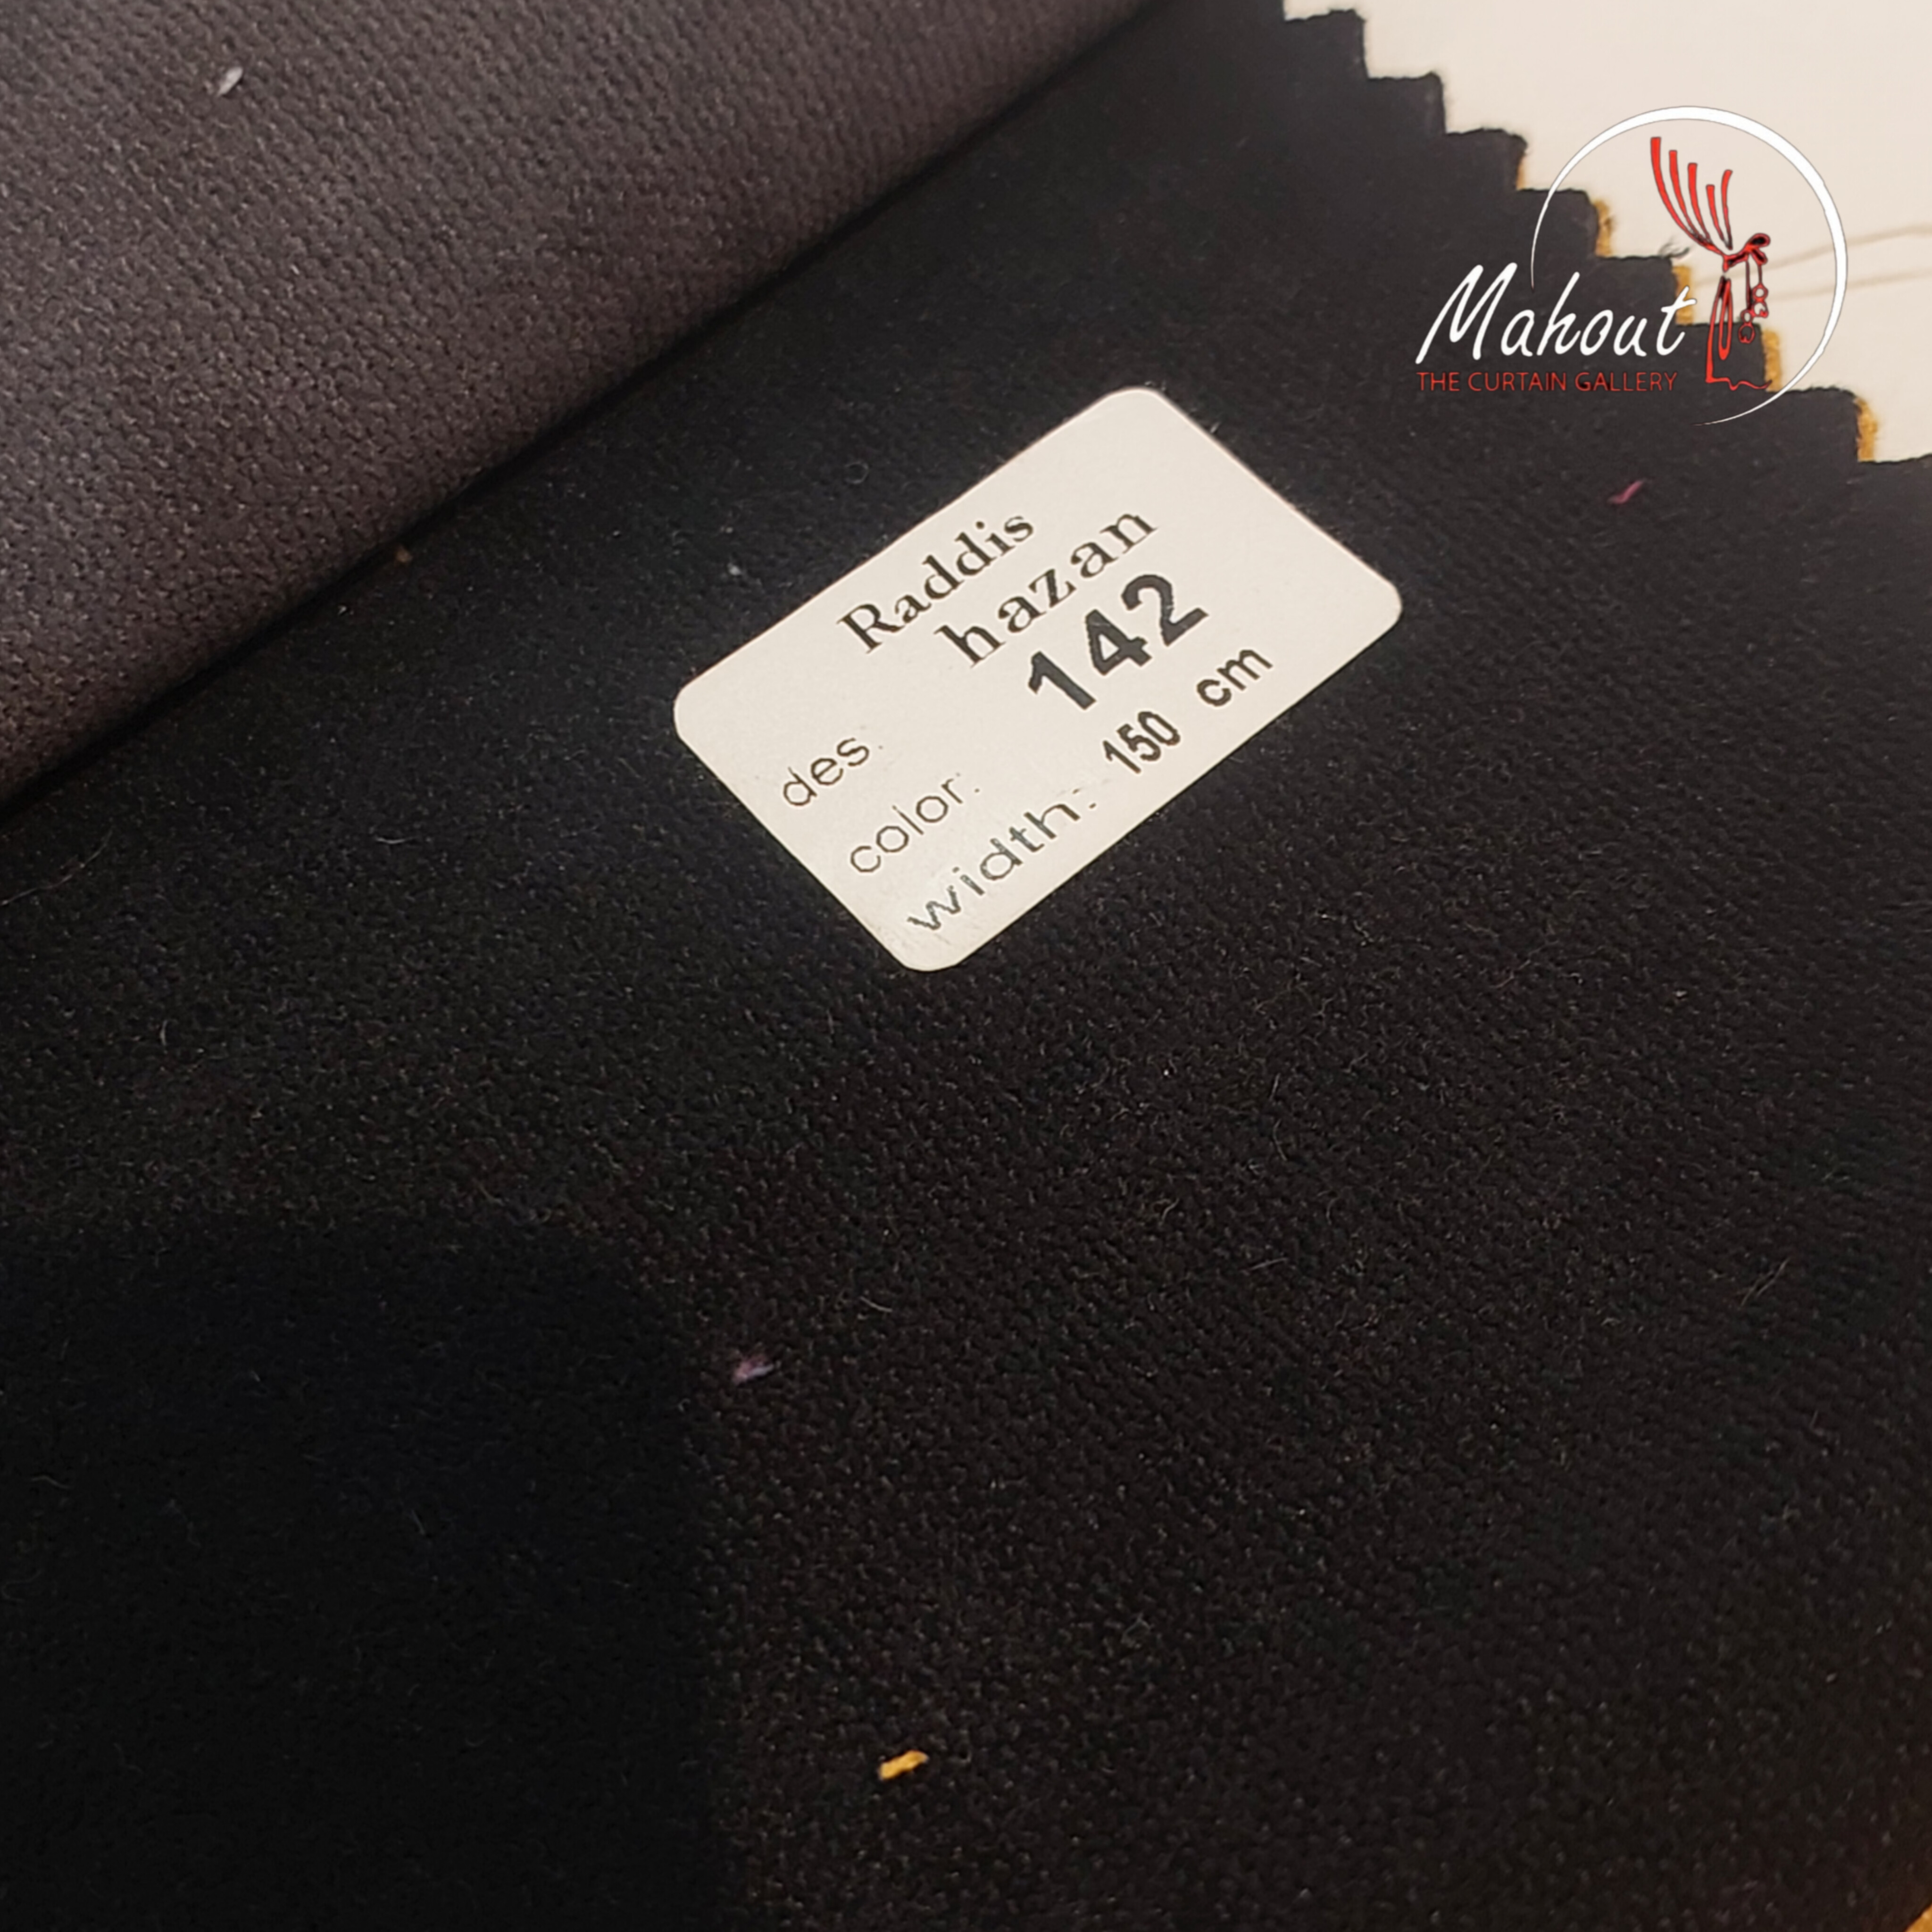 Mahout
THE CURTAIN GALLERY
Raddis
des. hazan
color: 142
width: 150 cm